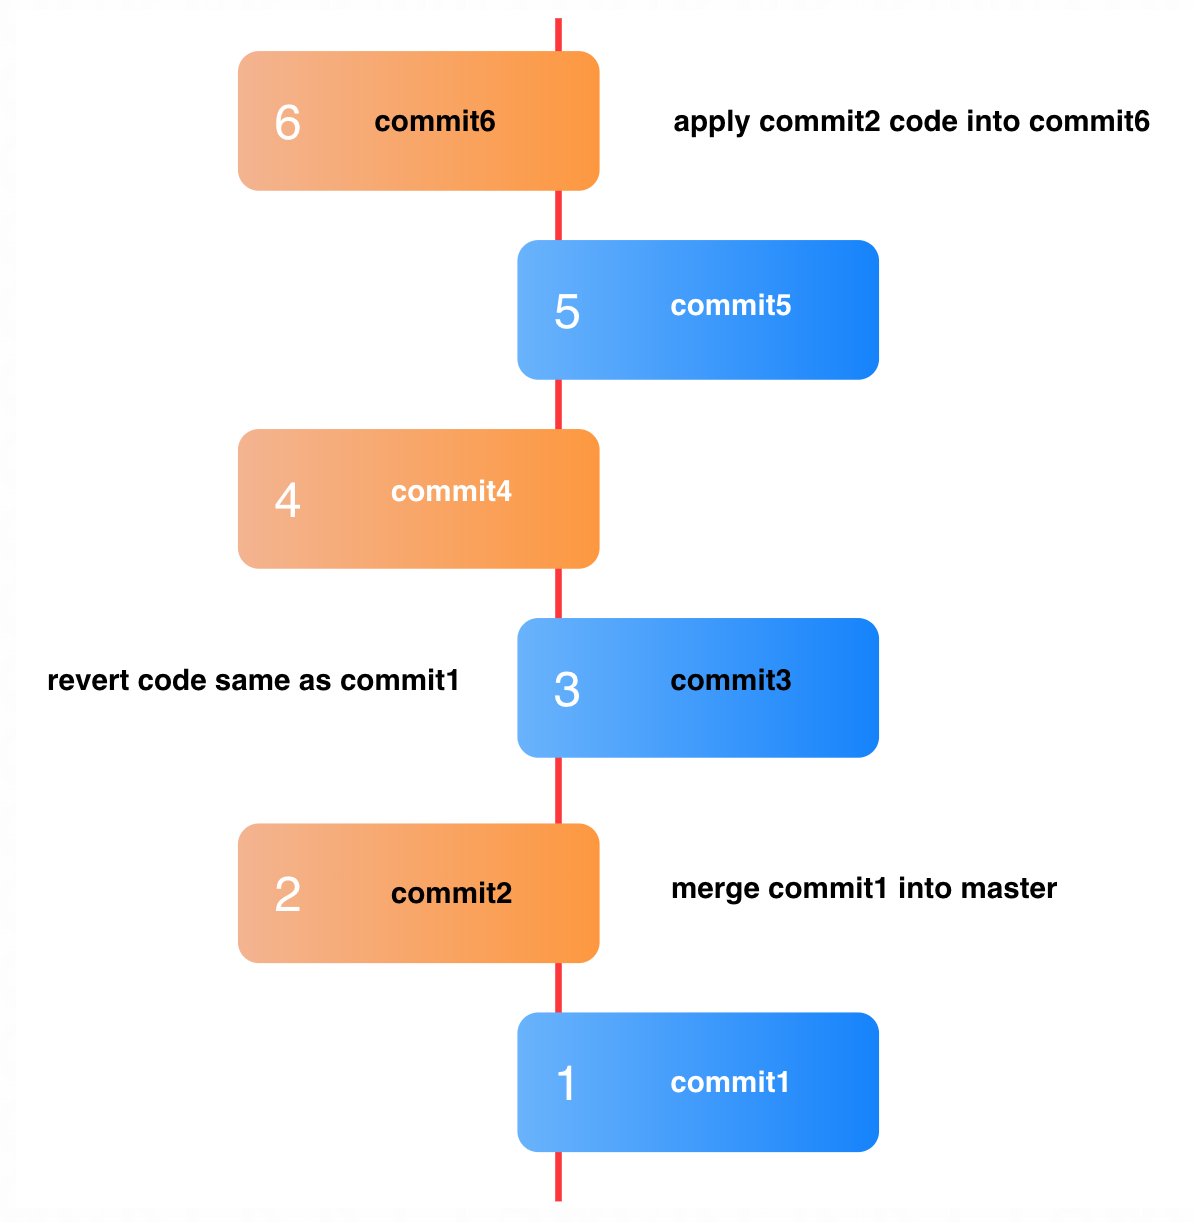 6 commit6 apply commit2 code into commit6
5 commit5
4 commit4
revert code same as commit1 3 commit3
2 commit2 merge commit1 into master
1 commit1